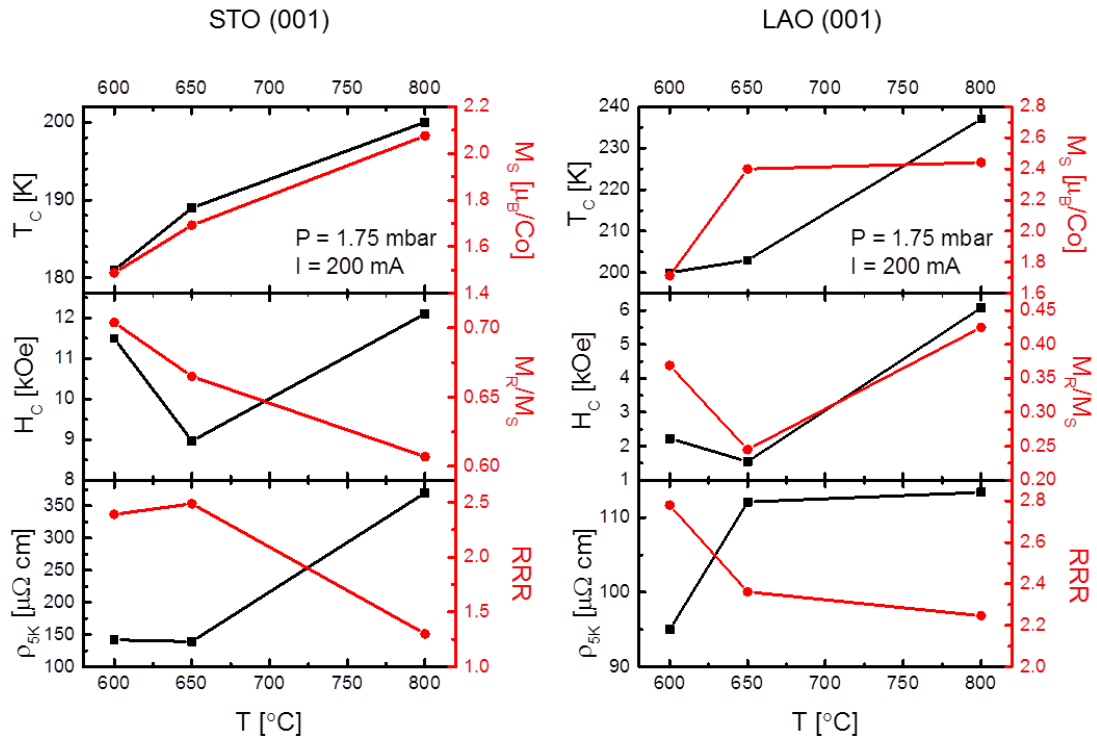 STO (001)
LAO (001)
600 650 700 750 800
T_C [K]
200
190
180
2.2
2.0
1.8
1.6
1.4
M_S [μ_B/Co]
P = 1.75 mbar
I = 200 mA
H_C [kOe]
12
11
10
9
8
0.70
0.65
0.60
M_R/M_S
ρ_5K [μΩ cm]
350
300
250
200
150
100
2.5
2.0
1.5
1.0
RRR
600 650 700 750 800
T [°C]
600 650 700 750 800
T_C [K]
240
230
220
210
200
2.8
2.6
2.4
2.2
2.0
1.8
1.6
M_S [μ_B/Co]
P = 1.75 mbar
I = 200 mA
H_C [kOe]
6
5
4
3
2
1
0.45
0.40
0.35
0.30
0.25
0.20
M_R/M_S
ρ_5K [μΩ cm]
110
100
90
2.8
2.6
2.4
2.2
2.0
RRR
600 650 700 750 800
T [°C]